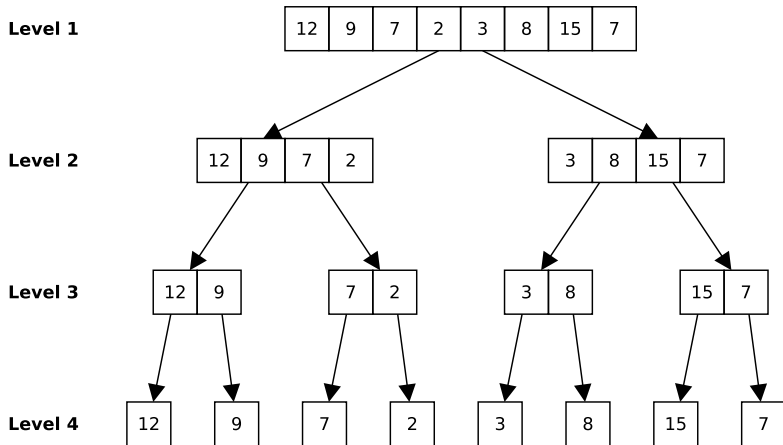 Level 1 12 9 7 2 3 8 15 7
Level 2 12 9 7 2 3 8 15 7
Level 3 12 9 7 2 3 8 15 7
Level 4 12 9 7 2 3 8 15 7